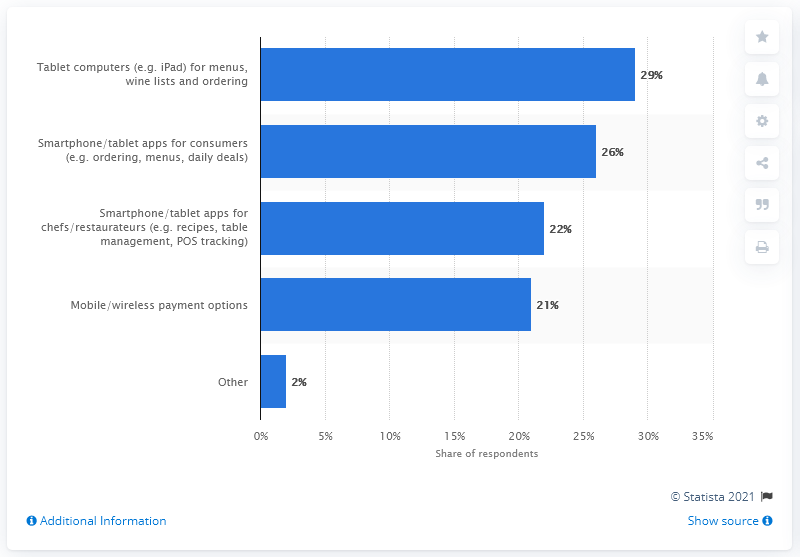 Tablet computers (e.g. iPad) for menus,
wine lists and ordering
29%
Smartphone/tablet apps for consumers
(e.g. ordering, menus, daily deals)
26%
Smartphone/tablet apps for
chefs/restaurateurs (e.g. recipes, table
management, POS tracking)
22%
Mobile/wireless payment options
21%
Other
2%
0% 5% 10% 15% 20% 25% 30% 35%
Share of respondents
© Statista 2021
Additional Information
Show source